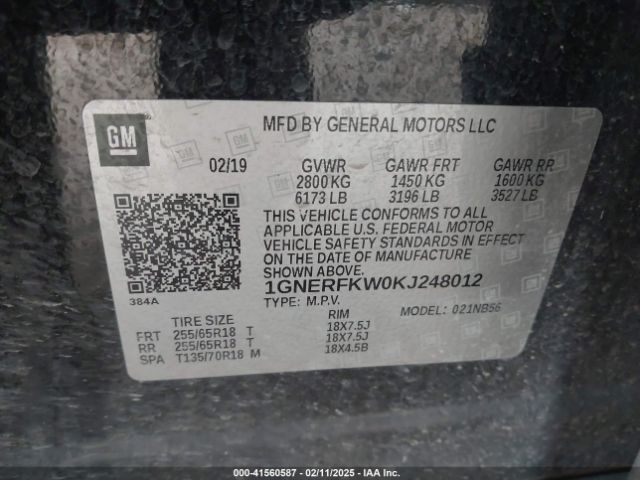 GM
MFD BY GENERAL MOTORS LLC
02/19 GVWR GAWR FRT GAWR RR
2800 KG 1450 KG 1600 KG
6173 LB 3196 LB 3527 LB
THIS VEHICLE CONFORMS TO ALL
APPLICABLE U.S. FEDERAL MOTOR
VEHICLE SAFETY STANDARDS IN EFFECT
ON THE DATE OF MANUFACTURE
SHOWN ABOVE.
384A
1GNERFKW0KJ248012
TYPE: M.P.V. MODEL: 021NB56
TIRE SIZE RIM
FRT 255/65R18 T 18X7.5J
RR 255/65R18 T 18X7.5J
SPA T135/70R18 M 18X4.5B
000-41560587 - 02/11/2025 - IAA Inc.